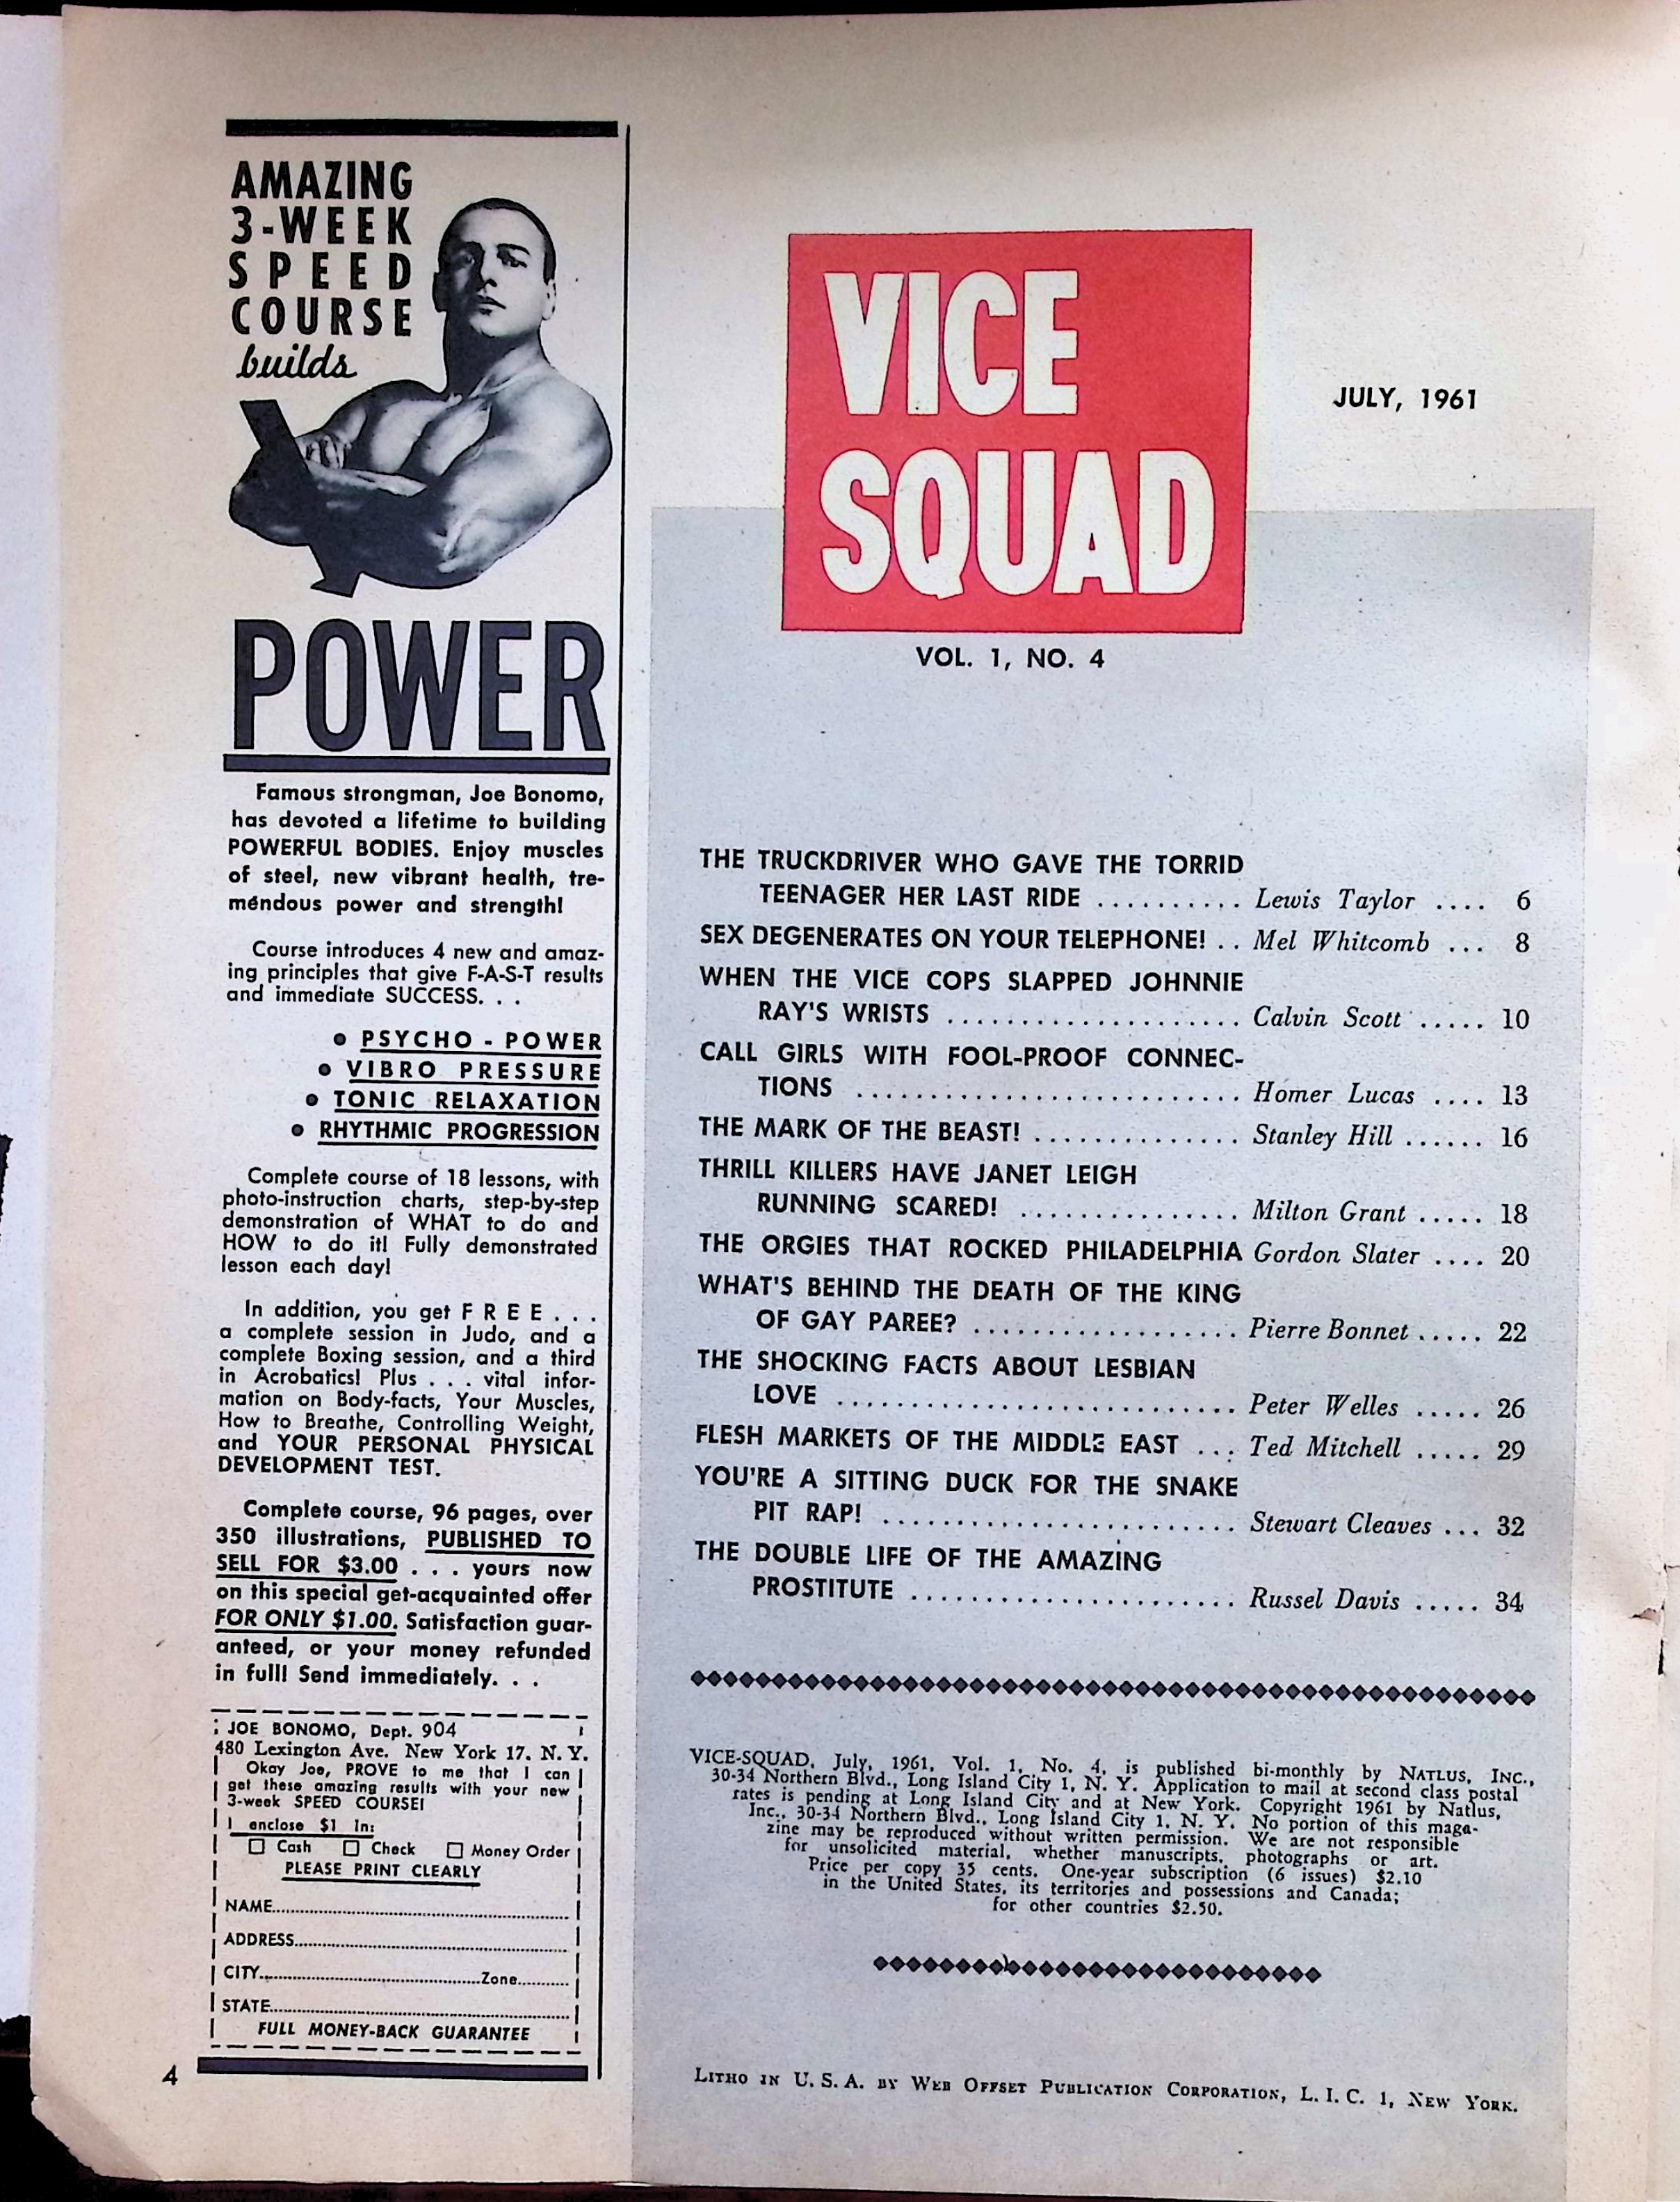 AMAZING
3-WEEK
SPEED
COURSE
builds
POWER
Famous strongman, Joe Bonomo,
has devoted a lifetime to building
POWERFUL BODIES. Enjoy muscles
of steel, new vibrant health, tre-
mendous power and strength!
Course introduces 4 new and amaz-
ing principles that give F-A-S-T results
and immediate SUCCESS. . .
• PSYCHO - POWER
• VIBRO PRESSURE
• TONIC RELAXATION
• RHYTHMIC PROGRESSION
Complete course of 18 lessons, with
photo-instruction charts, step-by-step
demonstration of WHAT to do and
HOW to do it! Fully demonstrated
lesson each day!
In addition, you get F R E E . . .
a complete session in Judo, and a
complete Boxing session, and a third
in Acrobatics! Plus . . . vital infor-
mation on Body-facts, Your Muscles,
How to Breathe, Controlling Weight,
and YOUR PERSONAL PHYSICAL
DEVELOPMENT TEST.
Complete course, 96 pages, over
350 illustrations, PUBLISHED TO
SELL FOR $3.00 . . . yours now
on this special get-acquainted offer
FOR ONLY $1.00. Satisfaction guar-
anteed, or your money refunded
in full! Send immediately. . .
JOE BONOMO, Dept. 904
480 Lexington Ave. New York 17, N. Y.
Okay Joe, PROVE to me that I can
get these amazing results with your new
3-week SPEED COURSE!
I enclose $1 In:
☐ Cash ☐ Check ☐ Money Order
PLEASE PRINT CLEARLY
NAME
ADDRESS
CITY Zone
STATE
FULL MONEY-BACK GUARANTEE
4
VICE
SQUAD
JULY, 1961
VOL. 1, NO. 4
THE TRUCKDRIVER WHO GAVE THE TORRID
TEENAGER HER LAST RIDE .......... Lewis Taylor .... 6
SEX DEGENERATES ON YOUR TELEPHONE! .. Mel Whitcomb ... 8
WHEN THE VICE COPS SLAPPED JOHNNIE
RAY'S WRISTS .................... Calvin Scott ..... 10
CALL GIRLS WITH FOOL-PROOF CONNEC-
TIONS .......................... Homer Lucas .... 13
THE MARK OF THE BEAST! .............. Stanley Hill ...... 16
THRILL KILLERS HAVE JANET LEIGH
RUNNING SCARED! ............... Milton Grant ..... 18
THE ORGIES THAT ROCKED PHILADELPHIA Gordon Slater .... 20
WHAT'S BEHIND THE DEATH OF THE KING
OF GAY PAREE? .................. Pierre Bonnet ..... 22
THE SHOCKING FACTS ABOUT LESBIAN
LOVE ........................... Peter Welles ..... 26
FLESH MARKETS OF THE MIDDLE EAST ... Ted Mitchell ..... 29
YOU'RE A SITTING DUCK FOR THE SNAKE
PIT RAP! ........................ Stewart Cleaves ... 32
THE DOUBLE LIFE OF THE AMAZING
PROSTITUTE ...................... Russel Davis ..... 34
VICE-SQUAD, July, 1961, Vol. 1, No. 4, is published bi-monthly by NATLUS, INC.,
30-34 Northern Blvd., Long Island City 1, N. Y. Application to mail at second class postal
rates is pending at Long Island City and at New York. Copyright 1961 by Natlus,
Inc., 30-34 Northern Blvd., Long Island City 1, N. Y. No portion of this maga-
zine may be reproduced without written permission. We are not responsible
for unsolicited material, whether manuscripts, photographs or art.
Price per copy 35 cents. One-year subscription (6 issues) $2.10
in the United States, its territories and possessions and Canada;
for other countries $2.50.
LITHO IN U. S. A. BY WEB OFFSET PUBLICATION CORPORATION, L. I. C. 1, NEW YORK.